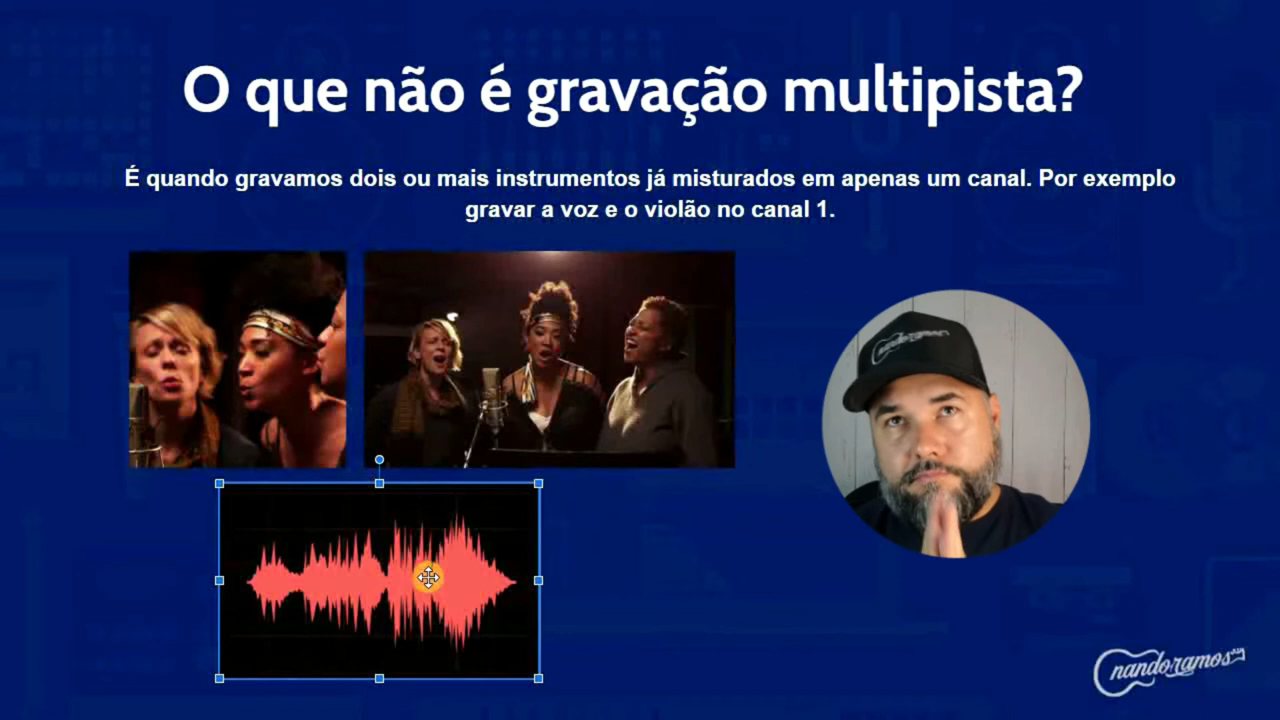 O que não é gravação multipista?
É quando gravamos dois ou mais instrumentos já misturados em apenas um canal. Por exemplo
gravar a voz e o violão no canal 1.
nandoramos
nandoramos